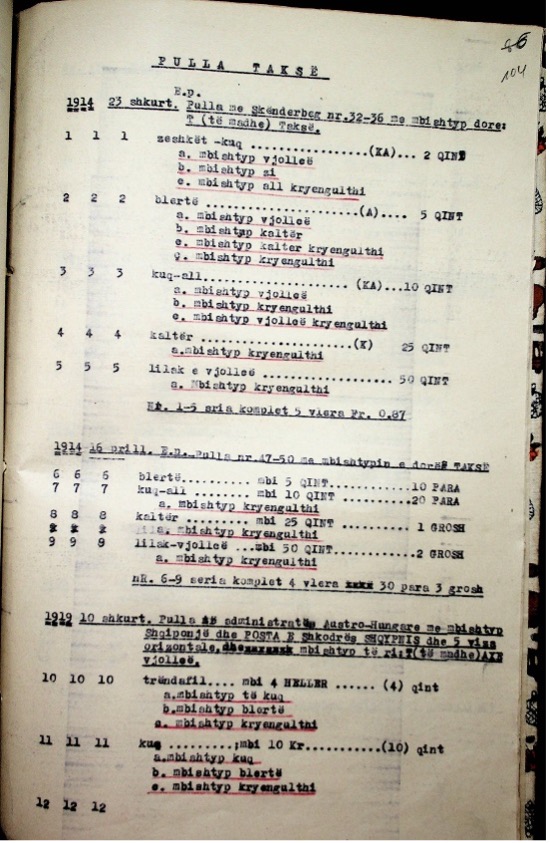 86
104
PULLA TAKSË
E.p.
1914 23 shkurt. Pulla me Skënderbeg nr.32-36 me mbishtyp dore:
T (të madhe) Taksë.
1 1 1 zeshkët -kuq ..................(KA)... 2 QINT
a. mbishtyp vjollcë
b. mbishtyp zi
c. mbishtyp all kryengulthi
2 2 2 blertë ......................(A).... 5 QINT
a. mbishtyp vjollcë
b. mbishtyp kaltër
c. mbishtyp kalter kryengulthi
ç. mbishtyp kryengulthi
3 3 3 kuq-all...................... (KA)...10 QINT
a. mbishtyp vjollcë
b. mbishtyp kryengulthi
c. mbishtyp vjollcë kryengulthi
4 4 4 kaltër ......................(K) 25 QINT
a.mbishtyp kryengulthi
5 5 5 lilak e vjollcë ....................... 50 QINT
a. Mbishtyp kryengulthi
NR. 1-5 seria komplet 5 vlera Fr. 0.87
1914 16 prill. E.p. Pulla nr.47-50 me mbishtypin e dorës TAKSË
6 6 6 blertë.......... mbi 5 QINT...........10 PARA
7 7 7 kuq-all ........ mbi 10 QINT ..........20 PARA
a. mbishtyp kryengulthi
8 8 8 kaltër ......... mbi 25 QINT .......... 1 GROSH
a. mbishtyp kryengulthi
9 9 9 lilak-vjollcë ...mbi 50 QINT..........2 GROSH
a. mbishtyp kryengulthi
nR. 6-9 seria komplet 4 vlera xxxx 30 para 3 grosh
1919 10 shkurt. Pulla të administratës Austro-Hungare me mbishtyp
Shqiponjë dhe POSTA E Shkodrës SHQYPNIS dhe 5 viza
orizontale, mbishtyp të ri:T(të madhe)AXE
vjollcë.
10 10 10 trëndafil.... mbi 4 HELLER ...... (4) qint
a.mbishtyp të kuq
b.mbishtyp blertë
c. mbishtyp kryengulthi
11 11 11 kuq .........;mbi 10 Kr...........(10) qint
a.mbishtyp kuq
b. mbishtyp blertë
c. mbishtyp kryengulthi
12 12 12